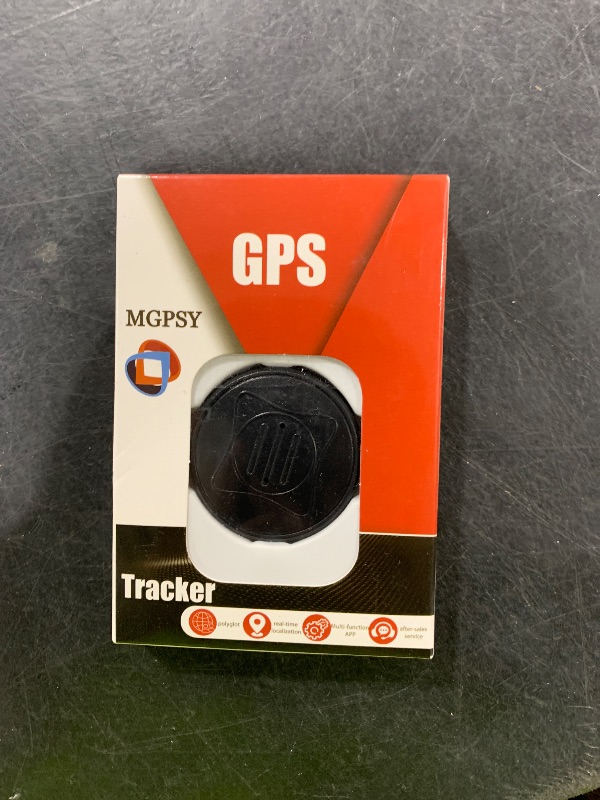 GPS
MGPSY
Tracker
polyglot
real-time
localization
Multi-function
APP
after-sales
service